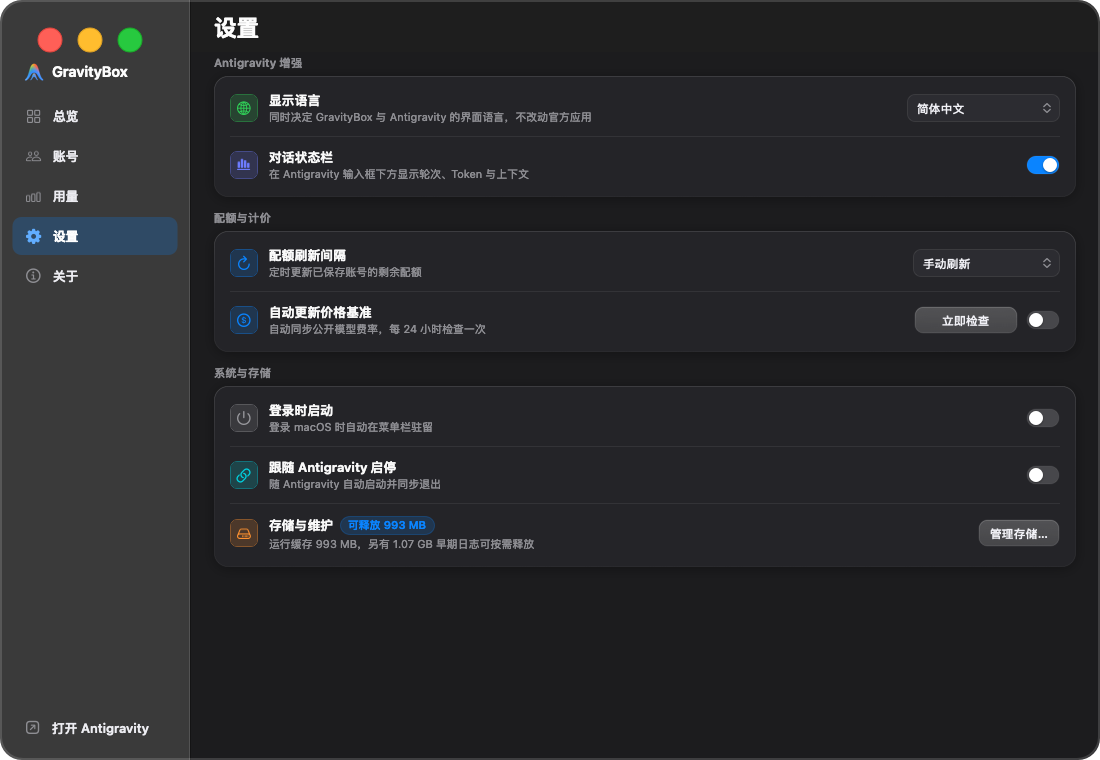 设置
GravityBox
总览
账号
用量
设置
关于
打开 Antigravity
Antigravity 增强
显示语言
同时决定 GravityBox 与 Antigravity 的界面语言，不改动官方应用
简体中文
对话状态栏
在 Antigravity 输入框下方显示轮次、Token 与上下文
配额与计价
配额刷新间隔
定时更新已保存账号的剩余配额
手动刷新
自动更新价格基准
自动同步公开模型费率，每 24 小时检查一次
立即检查
系统与存储
登录时启动
登录 macOS 时自动在菜单栏驻留
跟随 Antigravity 启停
随 Antigravity 自动启动并同步退出
存储与维护 可释放 993 MB
运行缓存 993 MB，另有 1.07 GB 早期日志可按需释放
管理存储...